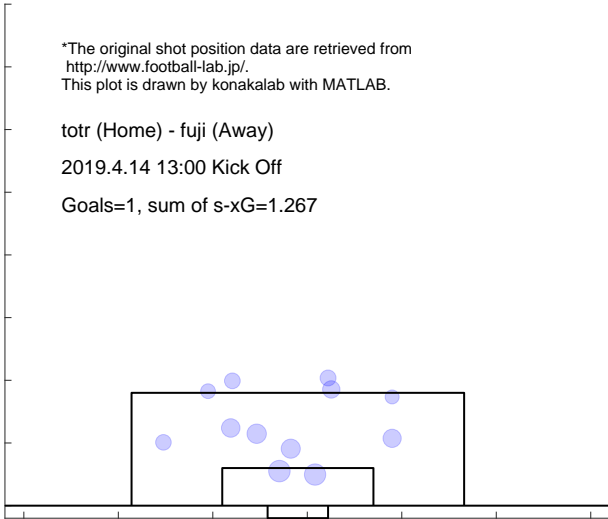 *The original shot position data are retrieved from
http://www.football-lab.jp/.
This plot is drawn by konakalab with MATLAB.
totr (Home) - fuji (Away)
2019.4.14 13:00 Kick Off
Goals=1, sum of s-xG=1.267